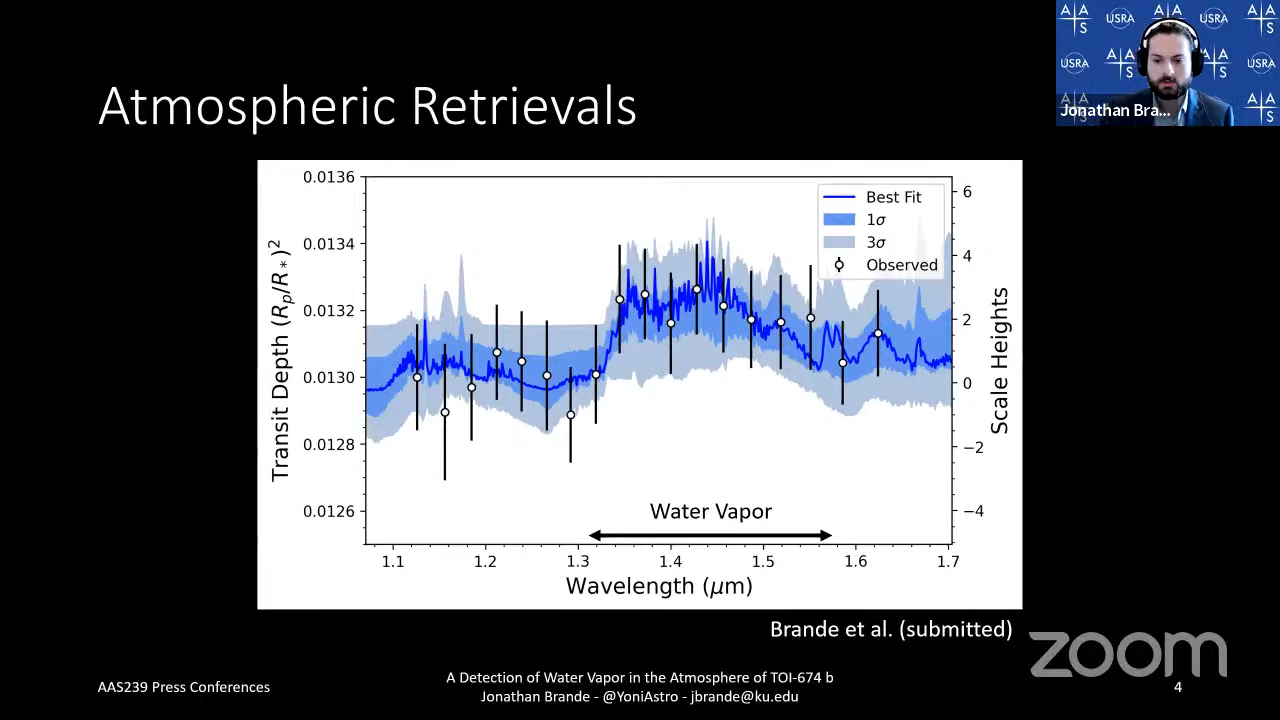 A A S
USRA
A A S
USRA
A A S
USRA
A A S
A A S
USRA
A A S
A A S
Jonathan Bra...
Atmospheric Retrievals
0.0136
0.0134
0.0132
0.0130
0.0128
0.0126
Transit Depth (Rp/R*)²
Best Fit
1σ
3σ
Observed
6
4
2
0
−2
−4
Scale Heights
Water Vapor
1.1 1.2 1.3 1.4 1.5 1.6 1.7
Wavelength (μm)
Brande et al. (submitted)
zoom
AAS239 Press Conferences
A Detection of Water Vapor in the Atmosphere of TOI-674 b
Jonathan Brande - @YoniAstro - jbrande@ku.edu
4